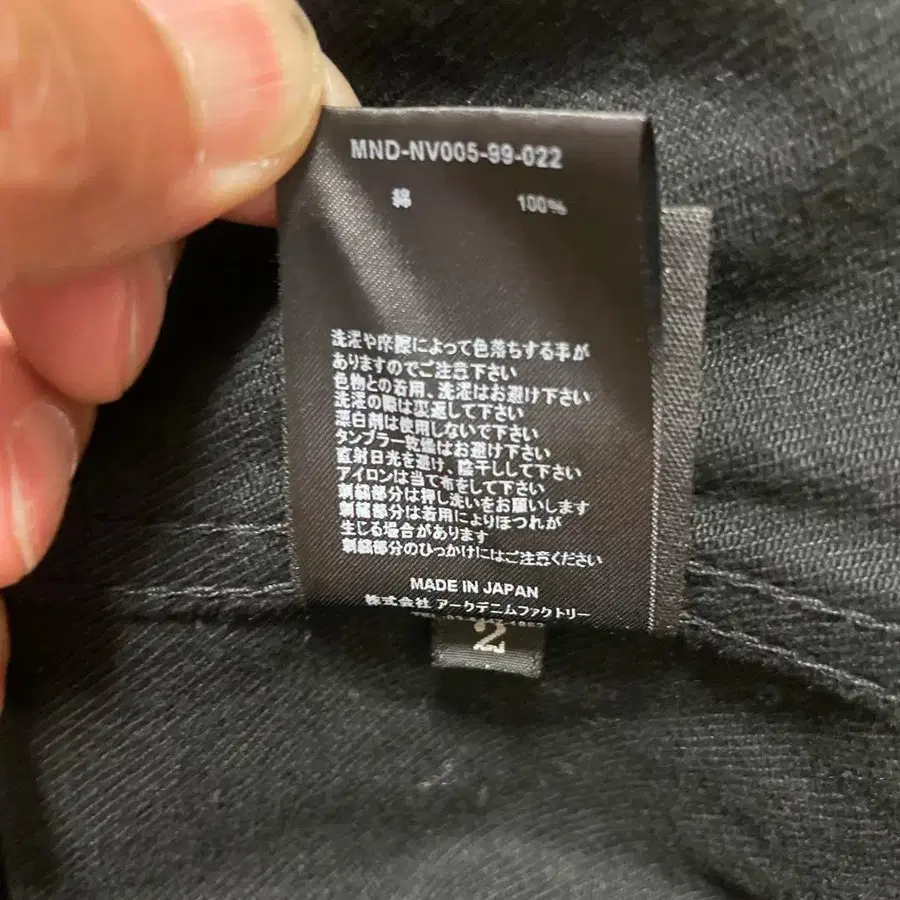 MND-NV005-99-022
綿 100%
洗濯や摩擦によって色落ちする事が
ありますのでご注意下さい
色物との着用、洗濯はお避け下さい
洗濯の際は裏返して下さい
漂白剤は使用しないで下さい
タンブラー乾燥はお避け下さい
直射日光を避け、陰干しして下さい
アイロンは当て布をして下さい
刺繍部分は押し洗いをお願いします
刺繍部分は着用によりほつれが
生じる場合があります
刺繍部分のひっかけにはご注意ください
MADE IN JAPAN
株式会社 アークデニムファクトリー
2